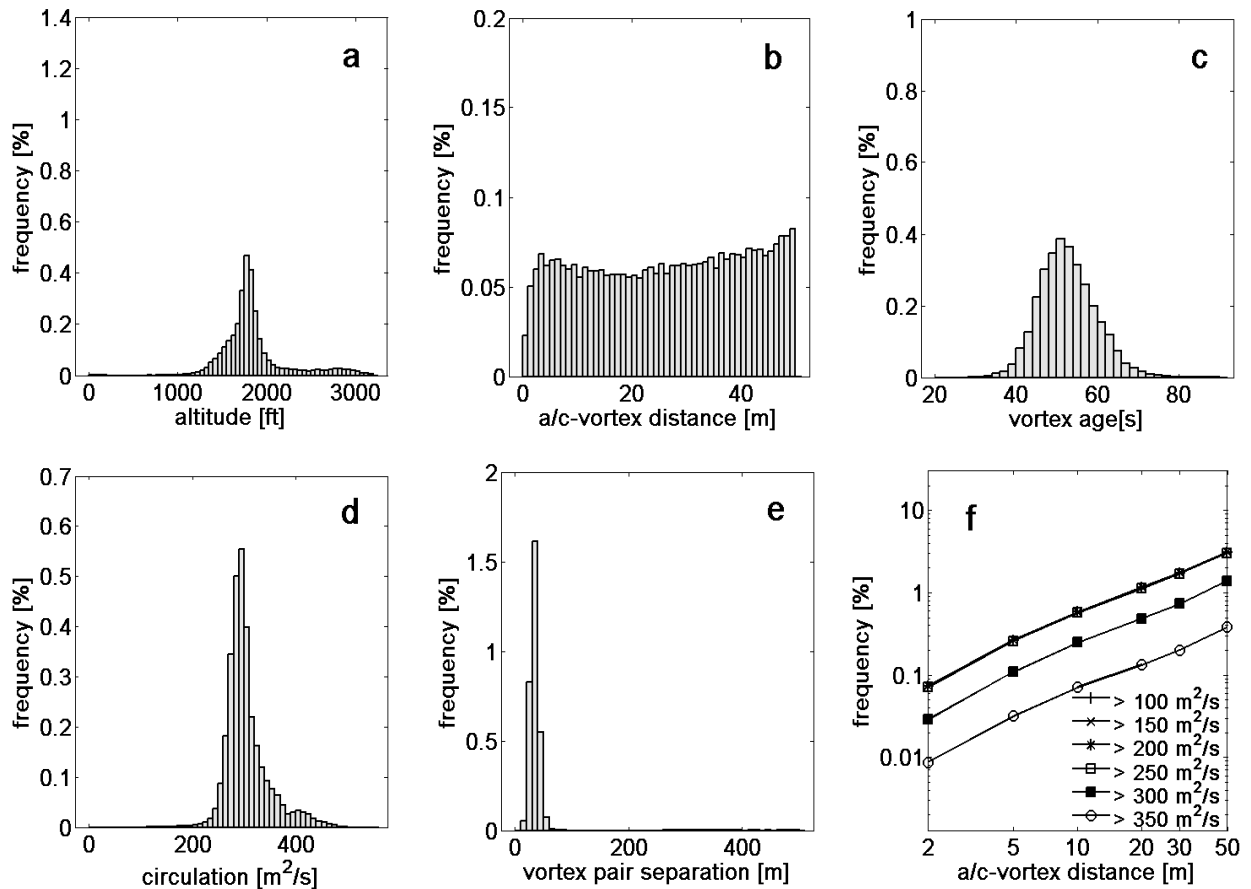 a
frequency [%]
1.4
1.2
1
0.8
0.6
0.4
0.2
0
0 1000 2000 3000
altitude [ft]
b
frequency [%]
0.2
0.15
0.1
0.05
0
0 20 40
a/c-vortex distance [m]
c
frequency [%]
1
0.8
0.6
0.4
0.2
0
20 40 60 80
vortex age[s]
d
frequency [%]
0.7
0.6
0.5
0.4
0.3
0.2
0.1
0
0 200 400
circulation [m²/s]
e
frequency [%]
2
1.5
1
0.5
0
0 200 400
vortex pair separation [m]
f
frequency [%]
10
1
0.1
0.01
> 100 m²/s
> 150 m²/s
> 200 m²/s
> 250 m²/s
> 300 m²/s
> 350 m²/s
2 5 10 20 30 50
a/c-vortex distance [m]